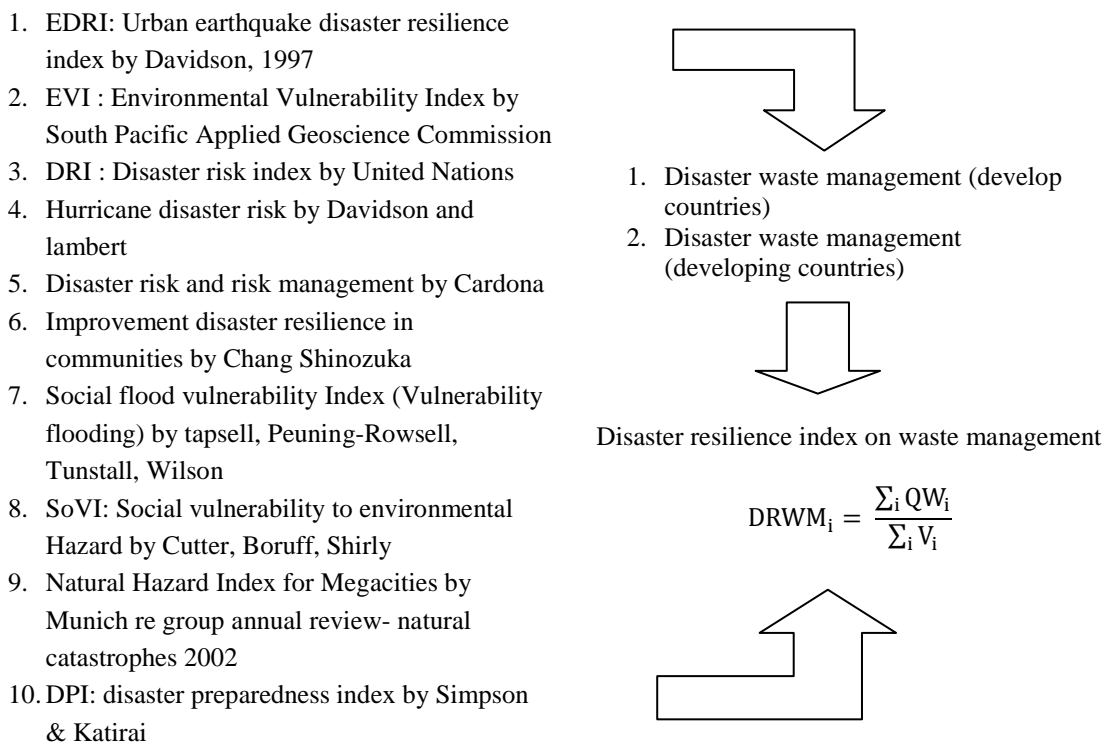 1. EDRI: Urban earthquake disaster resilience
index by Davidson, 1997
2. EVI : Environmental Vulnerability Index by
South Pacific Applied Geoscience Commission
3. DRI : Disaster risk index by United Nations
4. Hurricane disaster risk by Davidson and
lambert
5. Disaster risk and risk management by Cardona
6. Improvement disaster resilience in
communities by Chang Shinozuka
7. Social flood vulnerability Index (Vulnerability
flooding) by tapsell, Peuning-Rowsell,
Tunstall, Wilson
8. SoVI: Social vulnerability to environmental
Hazard by Cutter, Boruff, Shirly
9. Natural Hazard Index for Megacities by
Munich re group annual review- natural
catastrophes 2002
10. DPI: disaster preparedness index by Simpson
& Katirai
1. Disaster waste management (develop
countries)
2. Disaster waste management
(developing countries)
Disaster resilience index on waste management
DRWMᵢ = ∑ᵢ QWᵢ / ∑ᵢ Vᵢ